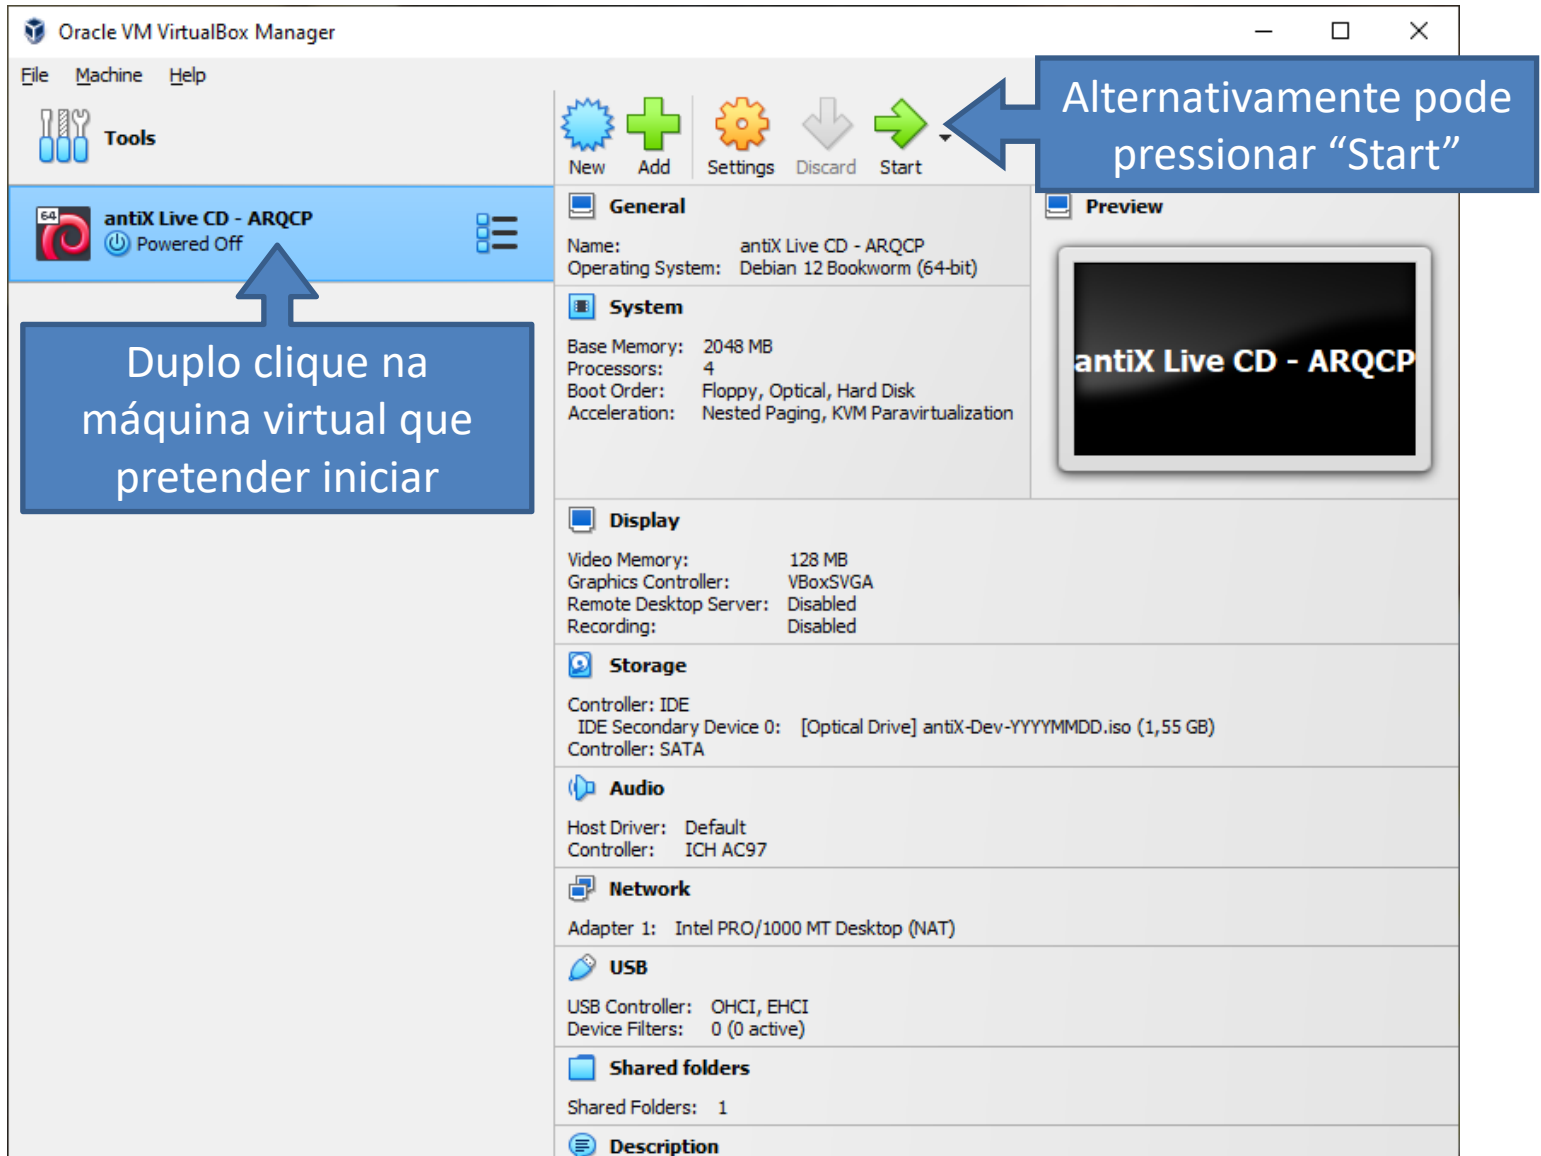 Oracle VM VirtualBox Manager
File Machine Help
Tools
New Add Settings Discard Start
Alternativamente pode
pressionar “Start”
64
antiX Live CD - ARQCP
Powered Off
Duplo clique na
máquina virtual que
pretender iniciar
General
Name: antiX Live CD - ARQCP
Operating System: Debian 12 Bookworm (64-bit)
Preview
antiX Live CD - ARQCP
System
Base Memory: 2048 MB
Processors: 4
Boot Order: Floppy, Optical, Hard Disk
Acceleration: Nested Paging, KVM Paravirtualization
Display
Video Memory: 128 MB
Graphics Controller: VBoxSVGA
Remote Desktop Server: Disabled
Recording: Disabled
Storage
Controller: IDE
IDE Secondary Device 0: [Optical Drive] antiX-Dev-YYYYMMDD.iso (1,55 GB)
Controller: SATA
Audio
Host Driver: Default
Controller: ICH AC97
Network
Adapter 1: Intel PRO/1000 MT Desktop (NAT)
USB
USB Controller: OHCI, EHCI
Device Filters: 0 (0 active)
Shared folders
Shared Folders: 1
Description